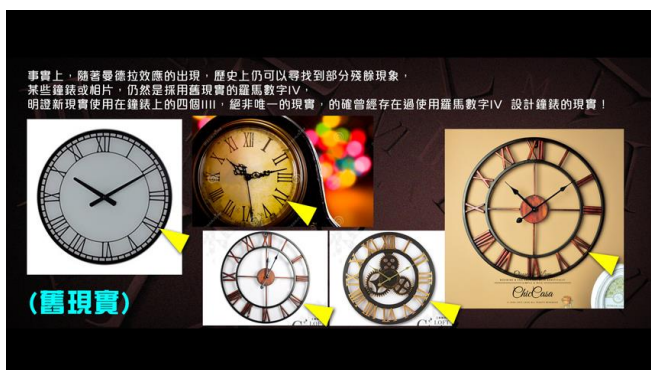 事實上，隨著曼德拉效應的出現，歷史上仍可以尋找到部分殘餘現象，
某些鐘錶或相片，仍然是採用舊現實的羅馬數字IV，
明證新現實使用在鐘錶上的四個IIII，絕非唯一的現實，的確曾經存在過使用羅馬數字IV 設計鐘錶的現實！
(舊現實)
ChicCasa